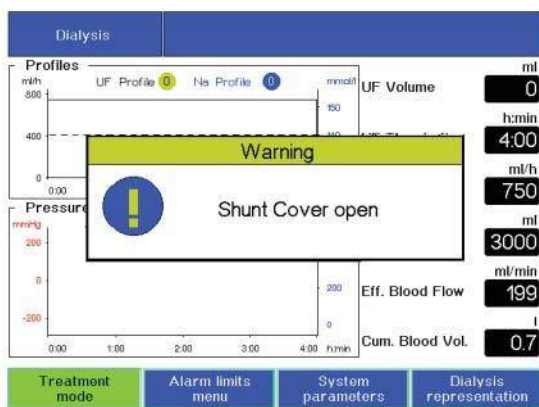 Dialysis
Profiles
ml/h
UF Profile 0 Na Profile 0
mmol/l
800
150
400
0
0:00
Warning
!
Shunt Cover open
Pressure
mmHg
200
0
-200
200
0
0:00 1:00 2:00 3:00 4:00 h:min
ml
UF Volume 0
h:min
4:00
ml/h
750
ml
3000
ml/min
Eff. Blood Flow 199
l
Cum. Blood Vol. 0.7
Treatment mode
Alarm limits menu
System parameters
Dialysis representation